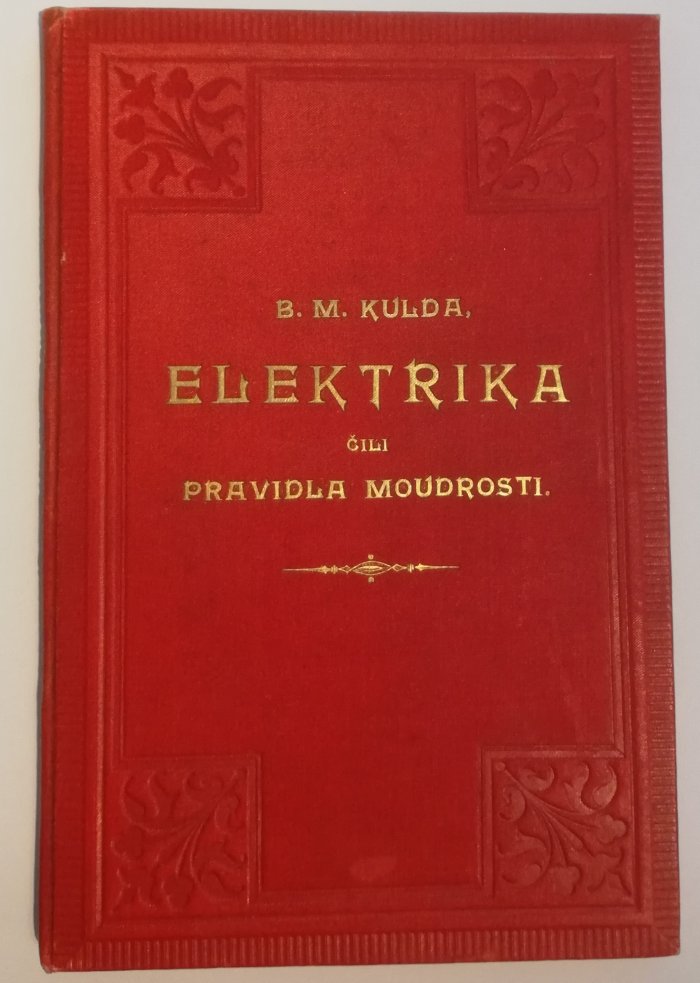 B. M. KULDA,
ELEKTRIKA
ČILI
PRAVIDLA MOUDROSTI.